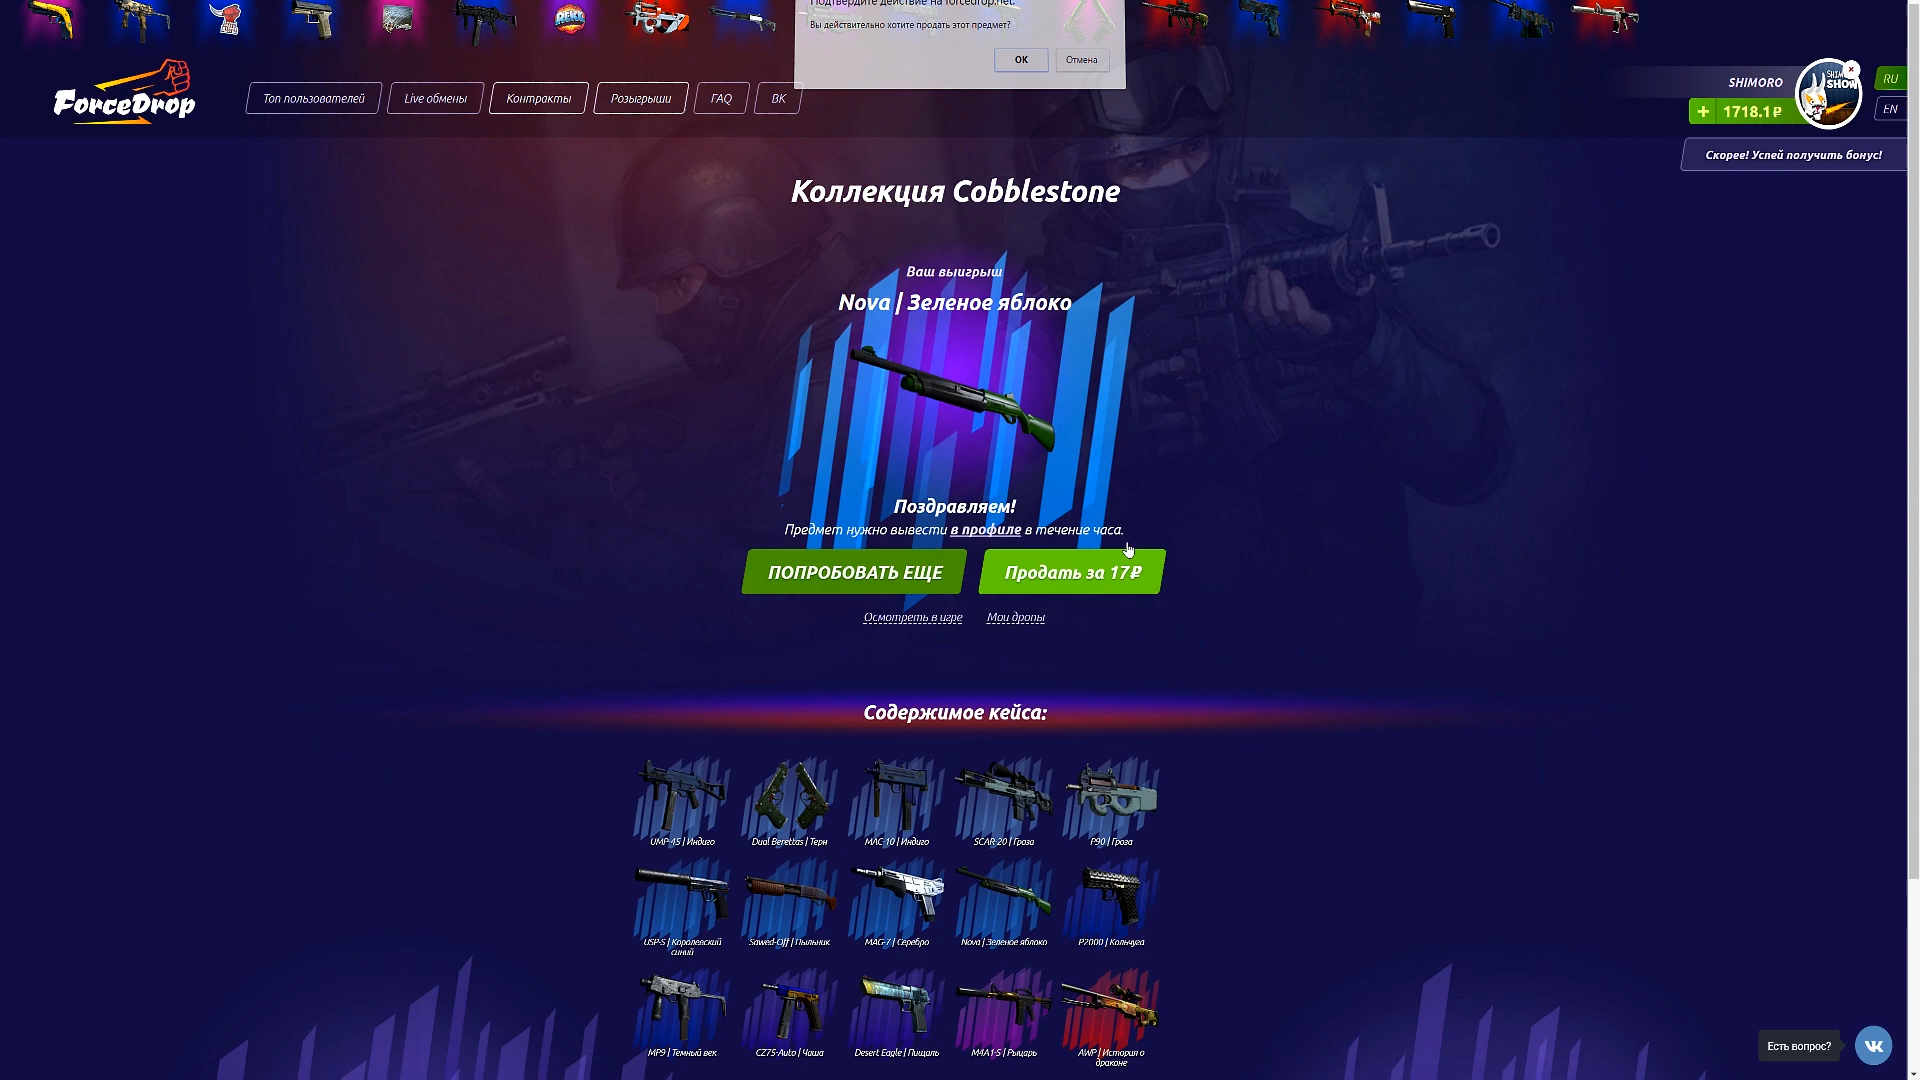 Подтвердите действие на forcedrop.net.
Вы действительно хотите продать этот предмет?
ОК
Отмена
ForceDrop
Топ пользователей
Live обмены
Контракты
Розыгрыши
FAQ
ВК
SHIMORO
+ 1718.1₽
SHOW
RU
EN
Скорее! Успей получить бонус!
Коллекция Cobblestone
Ваш выигрыш
Nova | Зеленое яблоко
Поздравляем!
Предмет нужно вывести в профиле в течение часа.
ПОПРОБОВАТЬ ЕЩЕ
Продать за 17₽
Осмотреть в игре
Мои дропы
Содержимое кейса:
UMP-45 | Индиго
Dual Berettas | Терн
MAC-10 | Индиго
SCAR-20 | Гроза
P90 | Гроза
USP-S | Королевский синий
Sawed-Off | Пыльник
MAG-7 | Серебро
Nova | Зеленое яблоко
P2000 | Кольчуга
MP9 | Темный век
CZ75-Auto | Чаша
Desert Eagle | Пищаль
M4A1-S | Рыцарь
AWP | История о драконе
Есть вопрос?